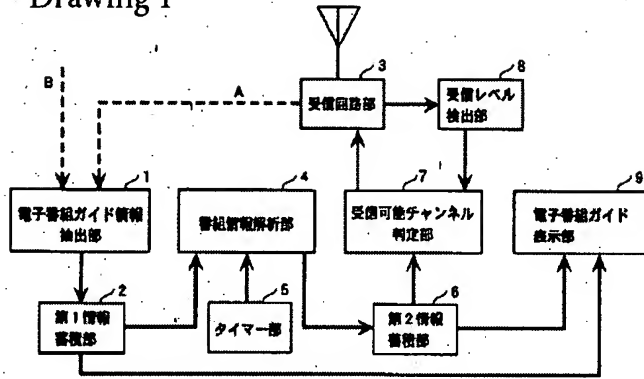 Drawing 1
3
8
B
A
受信回路部
受信レベル
検出部
1
4
7
9
電子番組ガイド情報
抽出部
番組情報解析部
受信可能チャンネル
判定部
電子番組ガイド
表示部
2
5
6
第1情報
蓄積部
タイマー部
第2情報
蓄積部